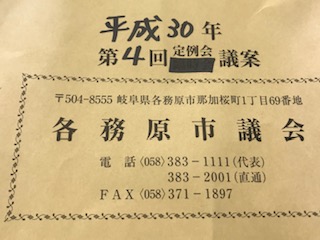 平成30年
第4回 定例会 議案
〒504-8555 岐阜県各務原市那加桜町1丁目69番地
各務原市議会
電話 (058) 383-1111 (代表)
383-2001 (直通)
FAX (058) 371-1897